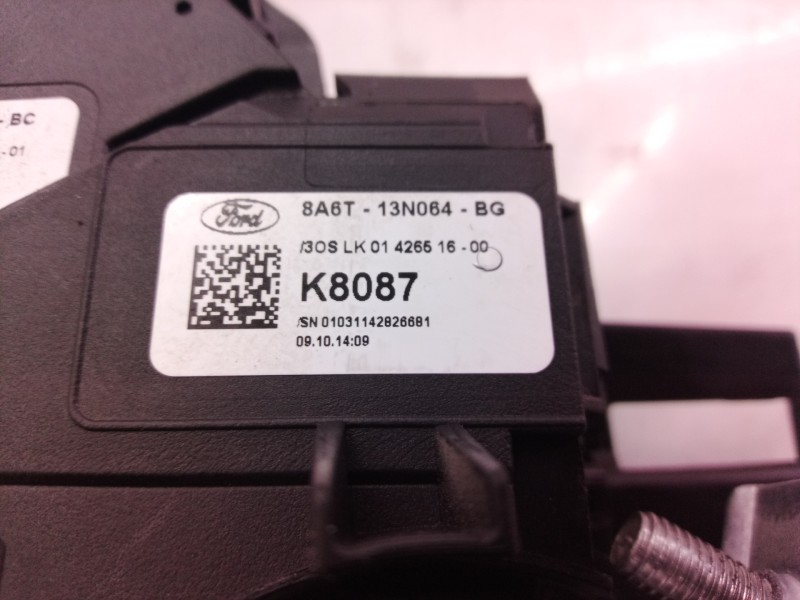 - BC
- 01
Ford
8A6T - 13N064 - BG
/3OS LK 01 4265 16 - 00
K8087
/SN 01031142826681
09.10.14:09